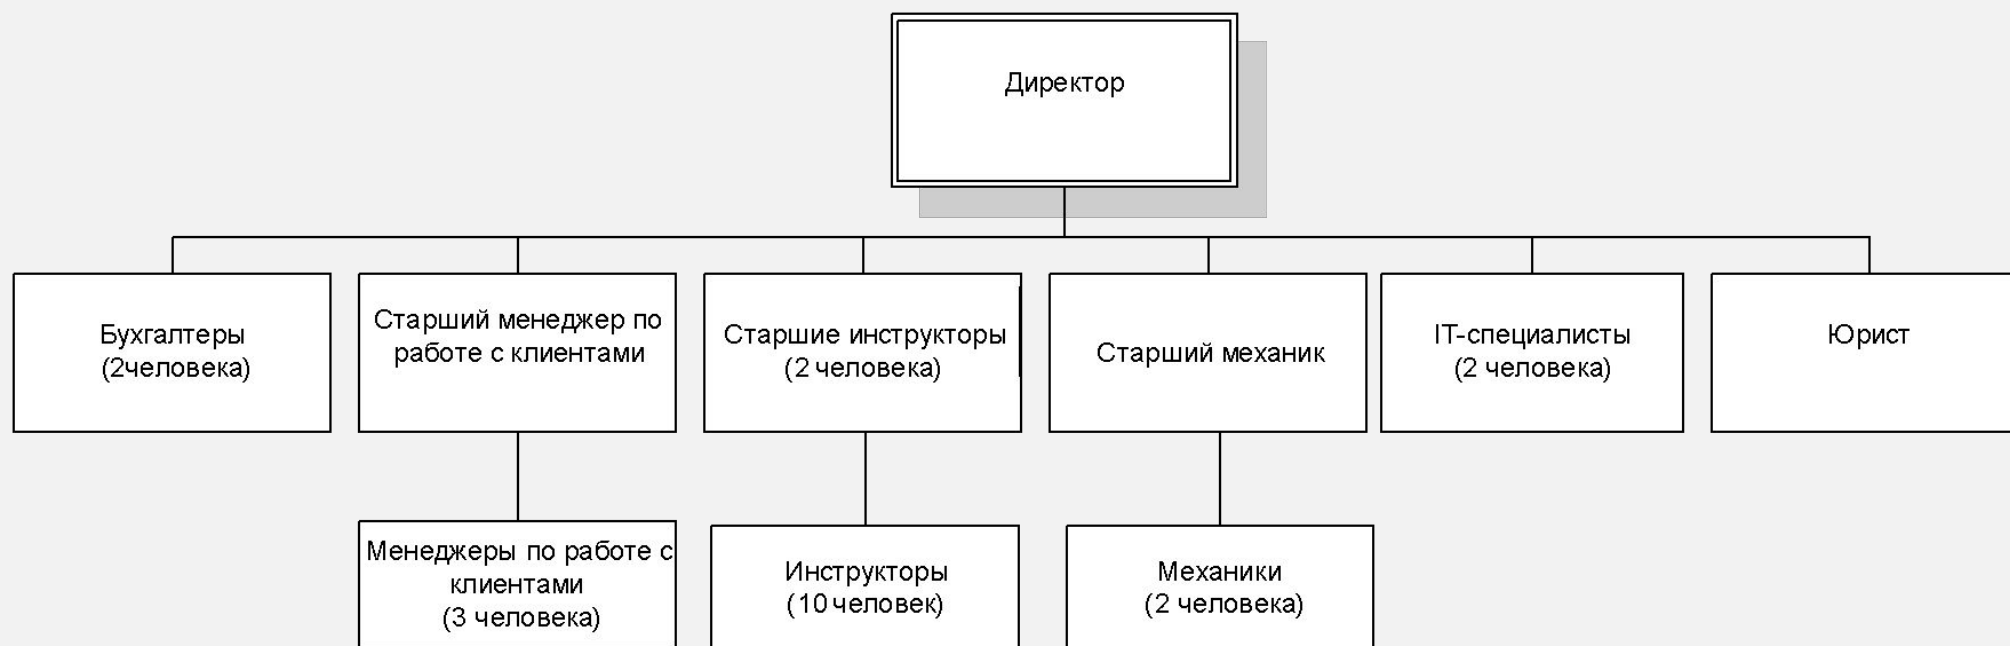 Директор
Бухгалтеры
(2человека)
Старший менеджер по
работе с клиентами
Старшие инструкторы
(2 человека)
Старший механик
IT-специалисты
(2 человека)
Юрист
Менеджеры по работе с
клиентами
(3 человека)
Инструкторы
(10 человек)
Механики
(2 человека)